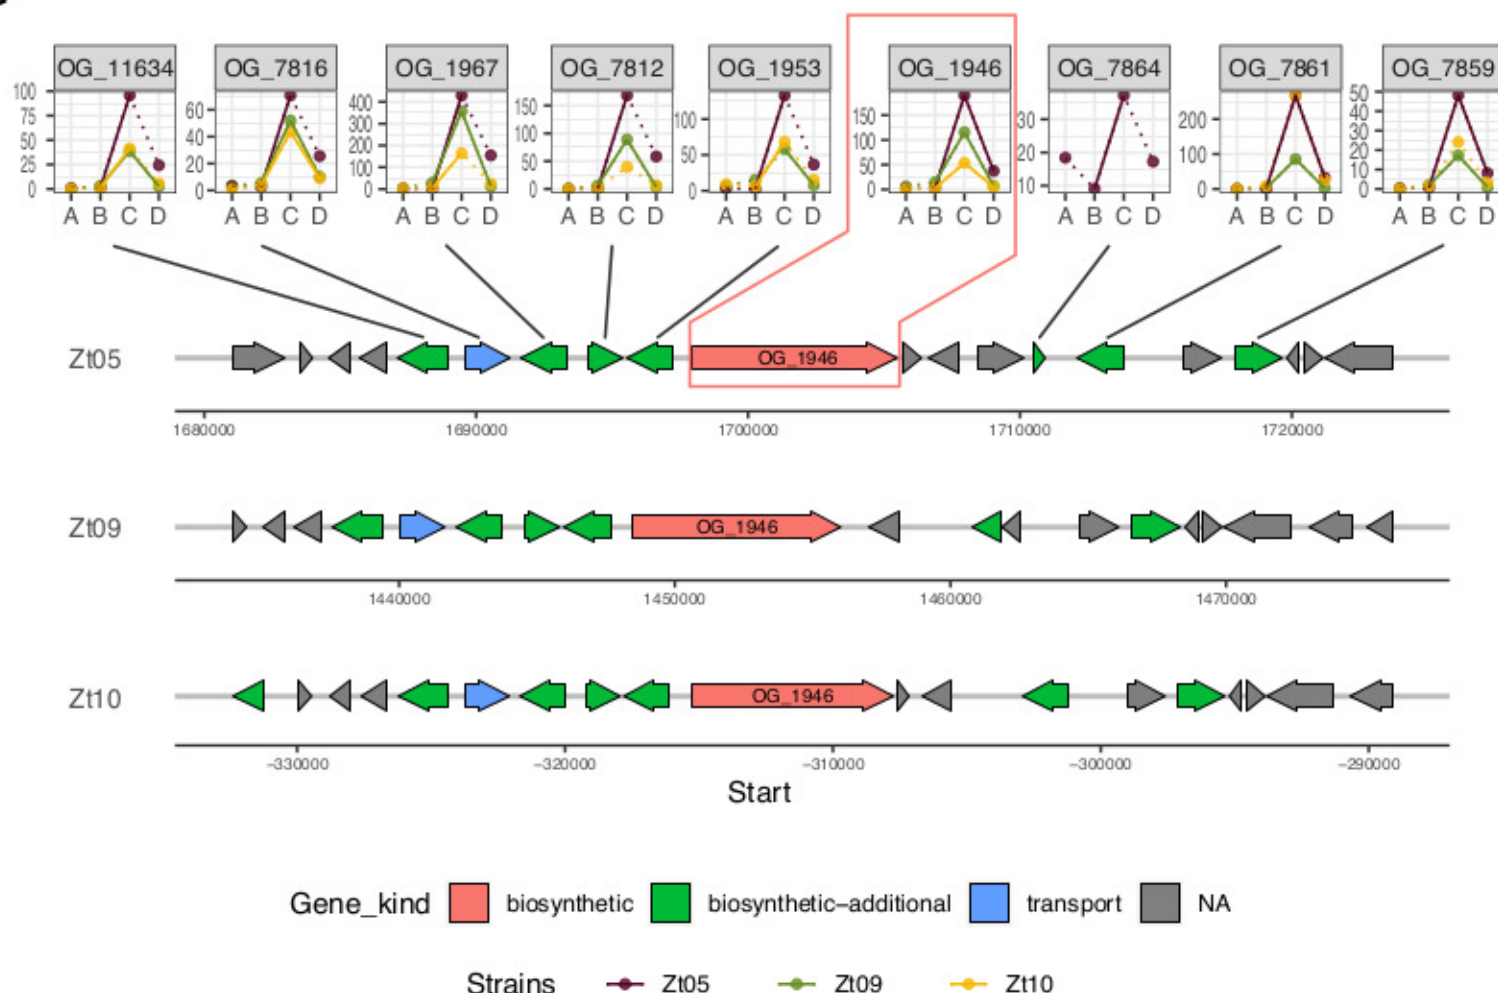 OG_11634 OG_7816 OG_1967 OG_7812 OG_1953 OG_1946 OG_7864 OG_7861 OG_7859
100 75 50 25 0
60 40 20 0
400 300 200 100 0
150 100 50 0
100 50 0
150 100 50 0
30 20 10
200 100 0
50 40 30 20 10 0
A B C D A B C D A B C D A B C D A B C D A B C D A B C D A B C D A B C D
Zt05 OG_1946
1680000 1690000 1700000 1710000 1720000
Zt09 OG_1946
1440000 1450000 1460000 1470000
Zt10 OG_1946
−330000 −320000 −310000 −300000 −290000
Start
Gene_kind biosynthetic biosynthetic−additional transport NA
Strains Zt05 Zt09 Zt10